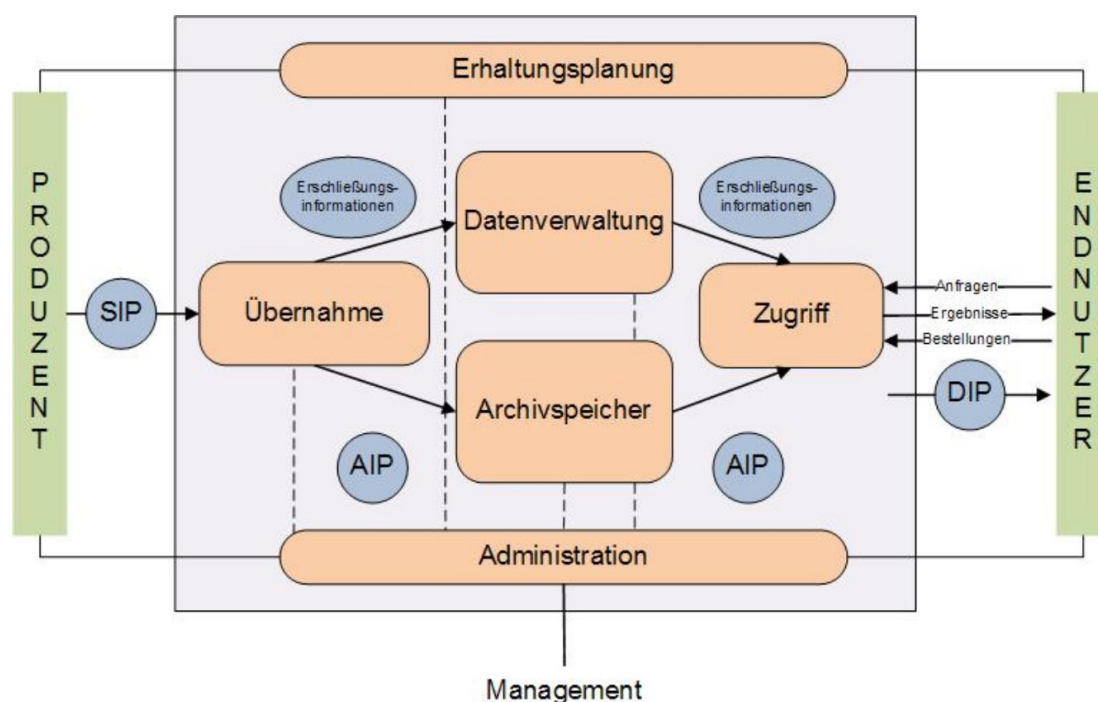 Erhaltungsplanung
PRODUZENT
SIP
Übernahme
Erschließungs-
informationen
Datenverwaltung
Erschließungs-
informationen
Archivspeicher
AIP
AIP
Zugriff
Anfragen
Ergebnisse
Bestellungen
DIP
ENDNUTZER
Administration
Management